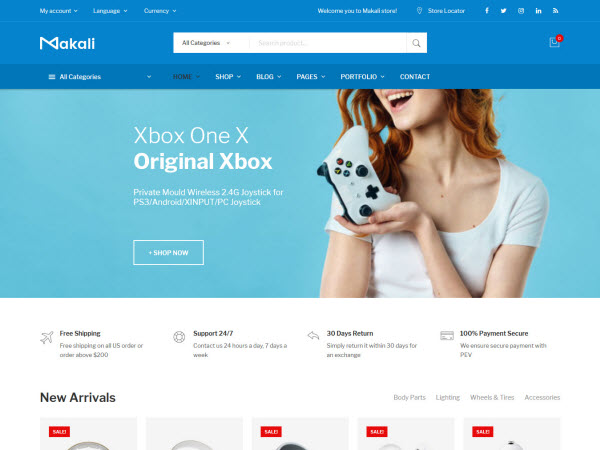 My account Language Currency Welcome you to Makali store! Store Locator
Makali
All Categories Search product... 0
All Categories HOME SHOP BLOG PAGES PORTFOLIO CONTACT
Xbox One X
Original Xbox
Private Mould Wireless 2.4G Joystick for
PS3/Android/XINPUT/PC Joystick
+ SHOP NOW
Free Shipping
Free shipping on all US order or
order above $200
Support 24/7
Contact us 24 hours a day, 7 days a
week
30 Days Return
Simply return it within 30 days for
an exchange
100% Payment Secure
We ensure secure payment with
PEV
New Arrivals Body Parts Lighting Wheels & Tires Accessories
SALE! SALE! SALE! SALE!